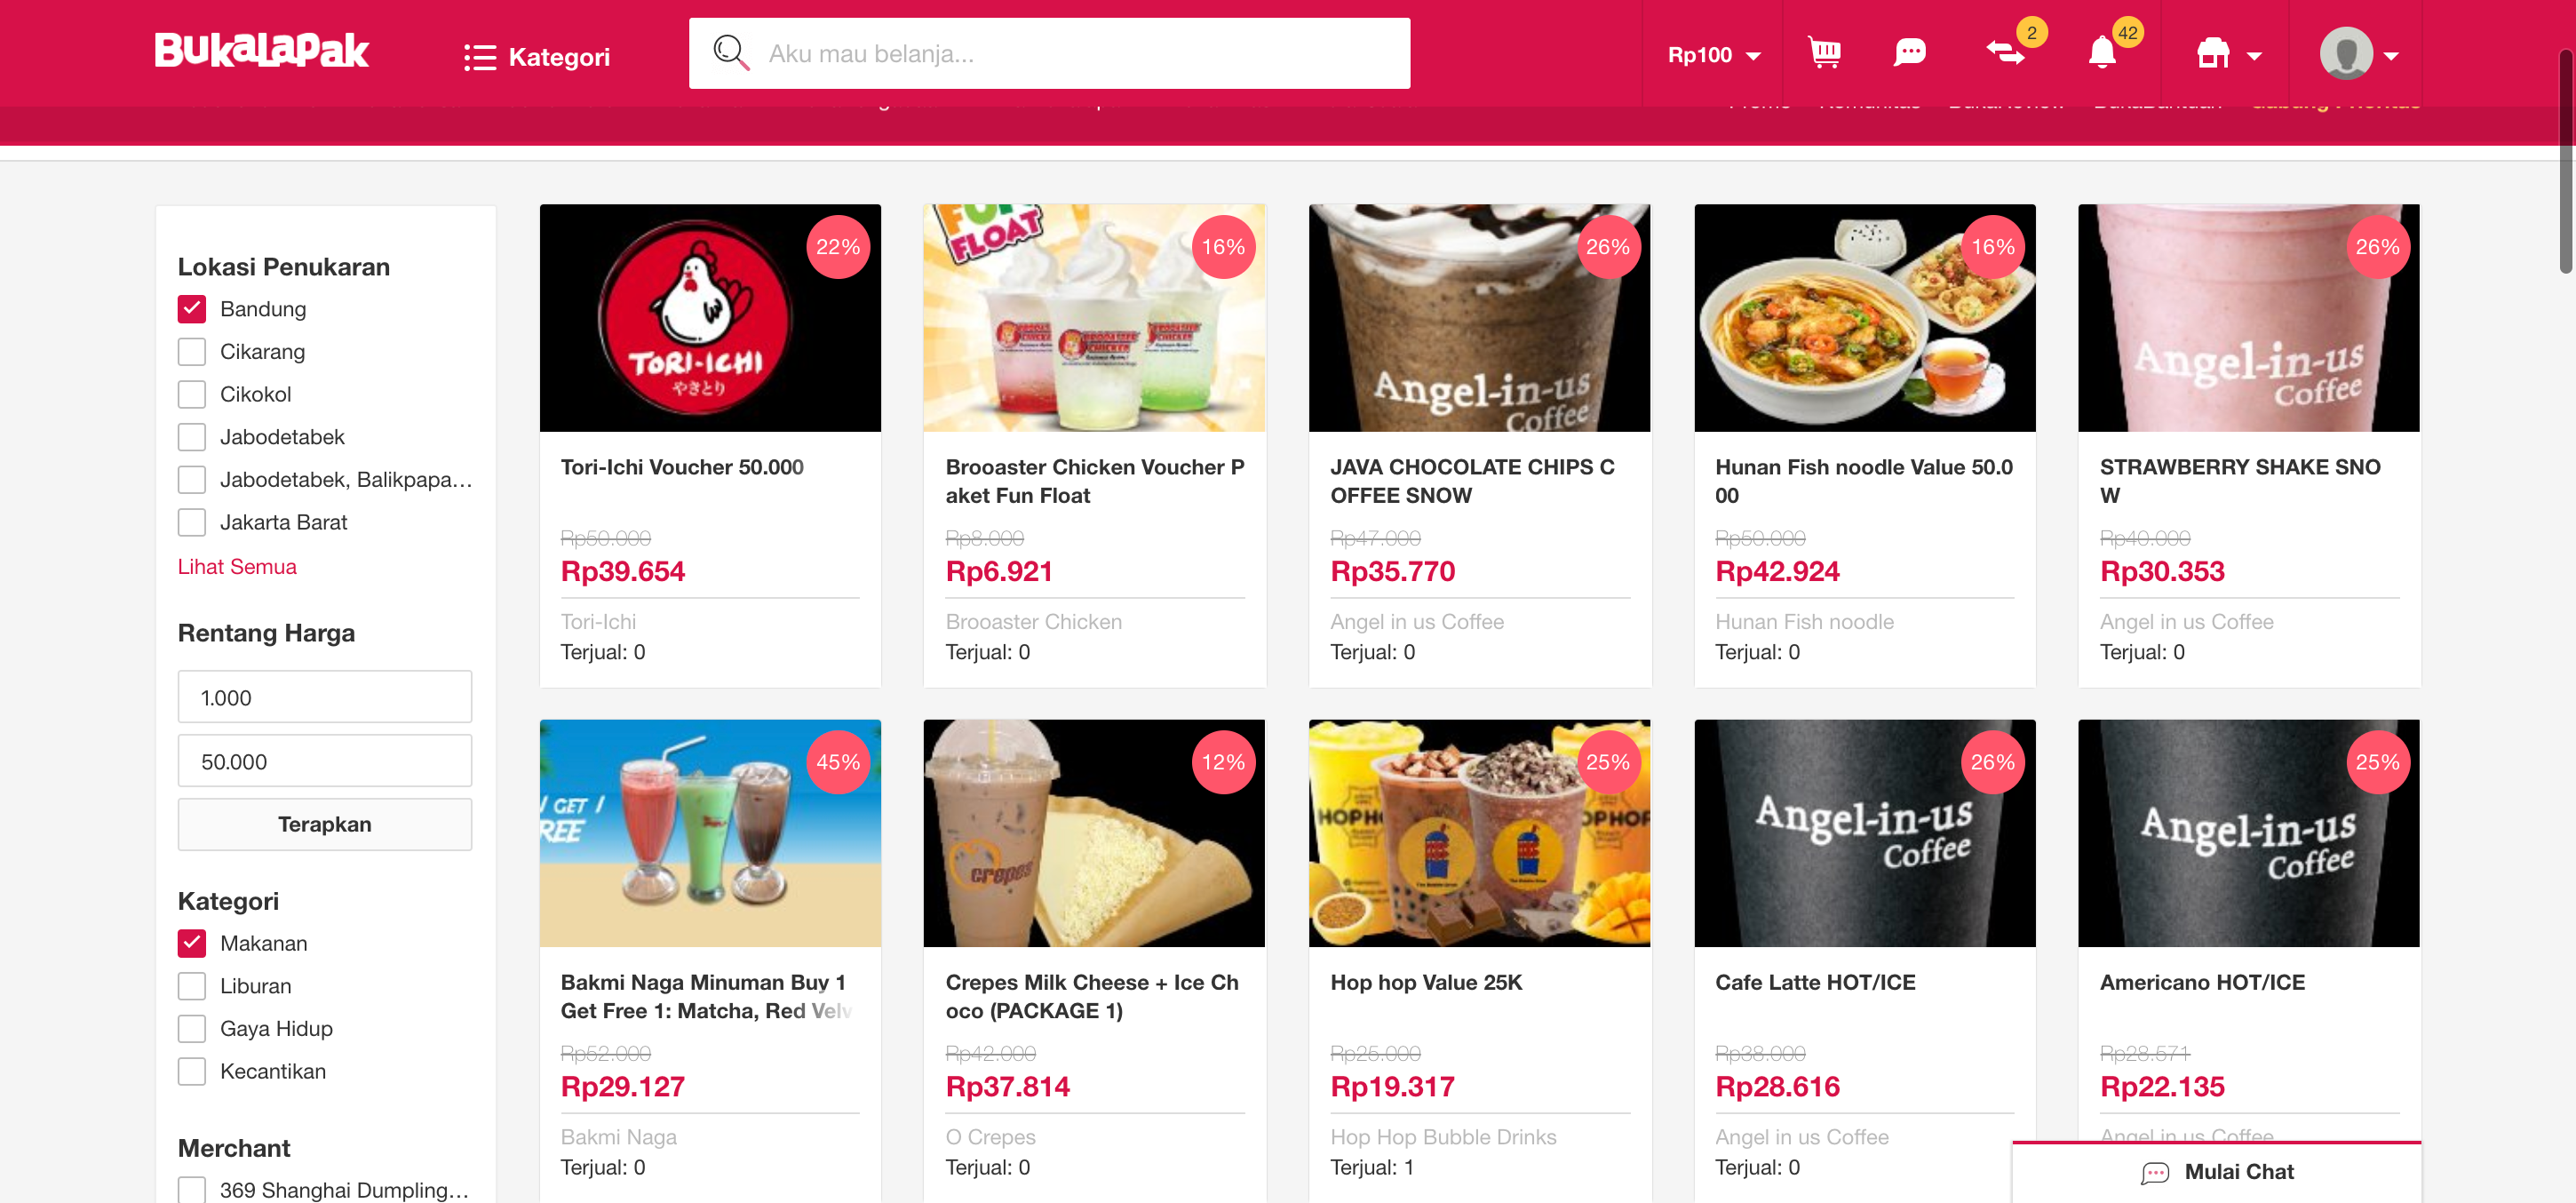 BukaLapak
Kategori
Aku mau belanja...
Rp100
2
42
Lokasi Penukaran
Bandung
Cikarang
Cikokol
Jabodetabek
Jabodetabek, Balikpapa...
Jakarta Barat
Lihat Semua
Rentang Harga
1.000
50.000
Terapkan
Kategori
Makanan
Liburan
Gaya Hidup
Kecantikan
Merchant
369 Shanghai Dumpling...
TORI-ICHI
やきとり
22%
Tori-Ichi Voucher 50.000
Rp50.000
Rp39.654
Tori-Ichi
Terjual: 0
FLOAT
BROOASTER
CHICKEN
16%
Brooaster Chicken Voucher P
aket Fun Float
Rp8.000
Rp6.921
Brooaster Chicken
Terjual: 0
Angel-in-us
Coffee
26%
JAVA CHOCOLATE CHIPS C
OFFEE SNOW
Rp47.000
Rp35.770
Angel in us Coffee
Terjual: 0
16%
Hunan Fish noodle Value 50.0
00
Rp50.000
Rp42.924
Hunan Fish noodle
Terjual: 0
Angel-in-us
Coffee
26%
STRAWBERRY SHAKE SNO
W
Rp40.000
Rp30.353
Angel in us Coffee
Terjual: 0
GET 1
REE
45%
Bakmi Naga Minuman Buy 1
Get Free 1: Matcha, Red Velv
Rp52.000
Rp29.127
Bakmi Naga
Terjual: 0
crepes
12%
Crepes Milk Cheese + Ice Ch
oco (PACKAGE 1)
Rp42.000
Rp37.814
O Crepes
Terjual: 0
25%
Hop hop Value 25K
Rp25.000
Rp19.317
Hop Hop Bubble Drinks
Terjual: 1
Angel-in-us
Coffee
26%
Cafe Latte HOT/ICE
Rp38.000
Rp28.616
Angel in us Coffee
Terjual: 0
Angel-in-us
Coffee
25%
Americano HOT/ICE
Rp28.571
Rp22.135
Angel in us Coffee
Mulai Chat